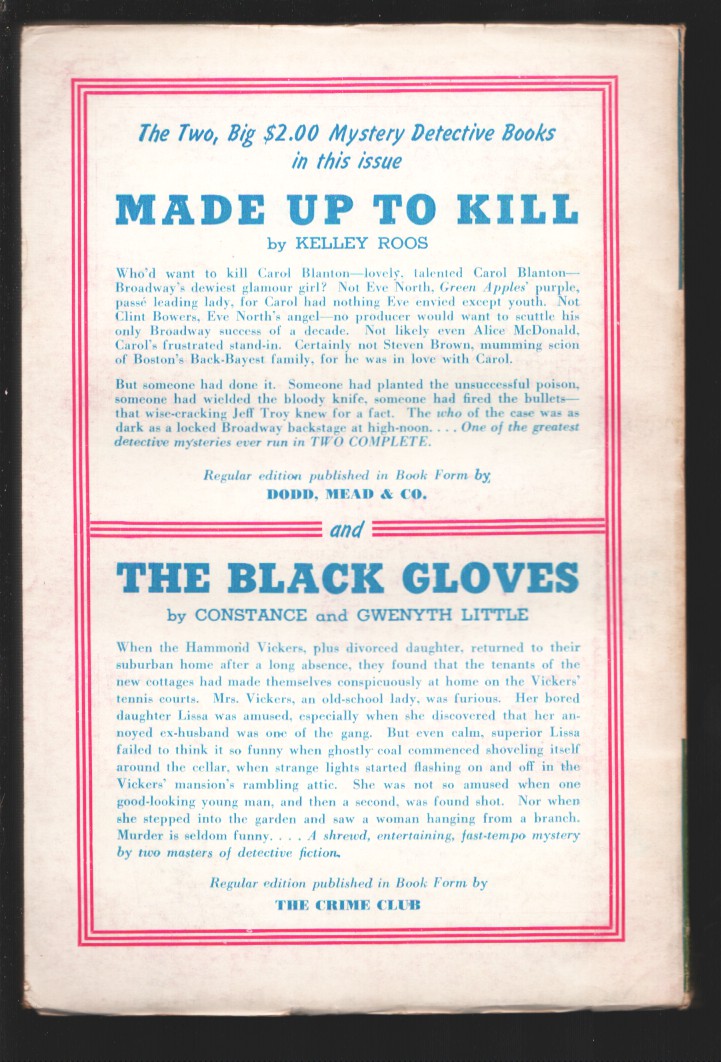 The Two, Big $2.00 Mystery Detective Books
in this issue
MADE UP TO KILL
by KELLEY ROOS
Who'd want to kill Carol Blanton—lovely, talented Carol Blanton—
Broadway's dewiest glamour girl? Not Eve North, Green Apples' purple,
passé leading lady, for Carol had nothing Eve envied except youth. Not
Clint Bowers, Eve North's angel—no producer would want to scuttle his
only Broadway success of a decade. Not likely even Alice McDonald,
Carol's frustrated stand-in. Certainly not Steven Brown, mumming scion
of Boston's Back-Bayest family, for he was in love with Carol.
But someone had done it. Someone had planted the unsuccessful poison,
someone had wielded the bloody knife, someone had fired the bullets—
that wise-cracking Jeff Troy knew for a fact. The who of the case was as
dark as a locked Broadway backstage at high-noon. . . . One of the greatest
detective mysteries ever run in TWO COMPLETE.
Regular edition published in Book Form by
DODD, MEAD & CO.
and
THE BLACK GLOVES
by CONSTANCE and GWENYTH LITTLE
When the Hammond Vickers, plus divorced daughter, returned to their
suburban home after a long absence, they found that the tenants of the
new cottages had made themselves conspicuously at home on the Vickers'
tennis courts. Mrs. Vickers, an old-school lady, was furious. Her bored
daughter Lissa was amused, especially when she discovered that her an-
noyed ex-husband was one of the gang. But even calm, superior Lissa
failed to think it so funny when ghostly coal commenced shoveling itself
around the cellar, when strange lights started flashing on and off in the
Vickers' mansion's rambling attic. She was not so amused when one
good-looking young man, and then a second, was found shot. Nor when
she stepped into the garden and saw a woman hanging from a branch.
Murder is seldom funny. . . . A shrewd, entertaining, fast-tempo mystery
by two masters of detective fiction.
Regular edition published in Book Form by
THE CRIME CLUB